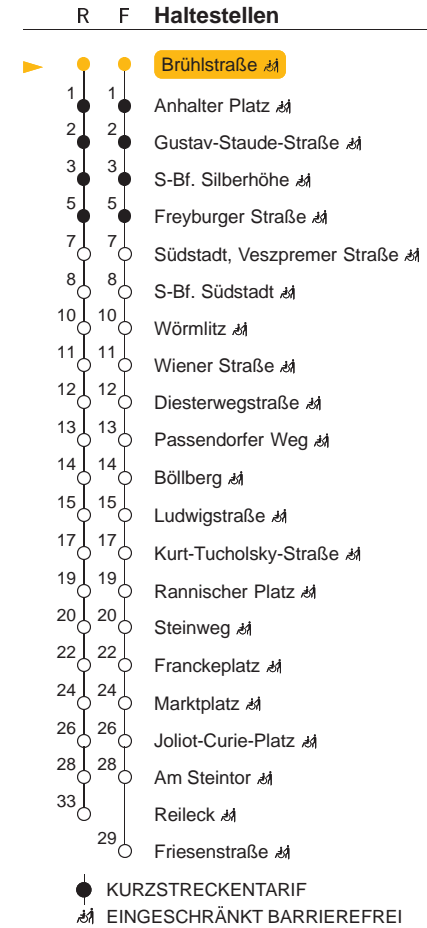 R F Haltestellen
Brühlstraße
1 1 Anhalter Platz
2 2 Gustav-Staude-Straße
3 3 S-Bf. Silberhöhe
5 5 Freyburger Straße
7 7 Südstadt, Veszpremer Straße
8 8 S-Bf. Südstadt
10 10 Wörmlitz
11 11 Wiener Straße
12 12 Diesterwegstraße
13 13 Passendorfer Weg
14 14 Böllberg
15 15 Ludwigstraße
17 17 Kurt-Tucholsky-Straße
19 19 Rannischer Platz
20 20 Steinweg
22 22 Franckeplatz
24 24 Marktplatz
26 26 Joliot-Curie-Platz
28 28 Am Steintor
33 Reileck
29 Friesenstraße
KURZSTRECKENTARIF
EINGESCHRÄNKT BARRIEREFREI